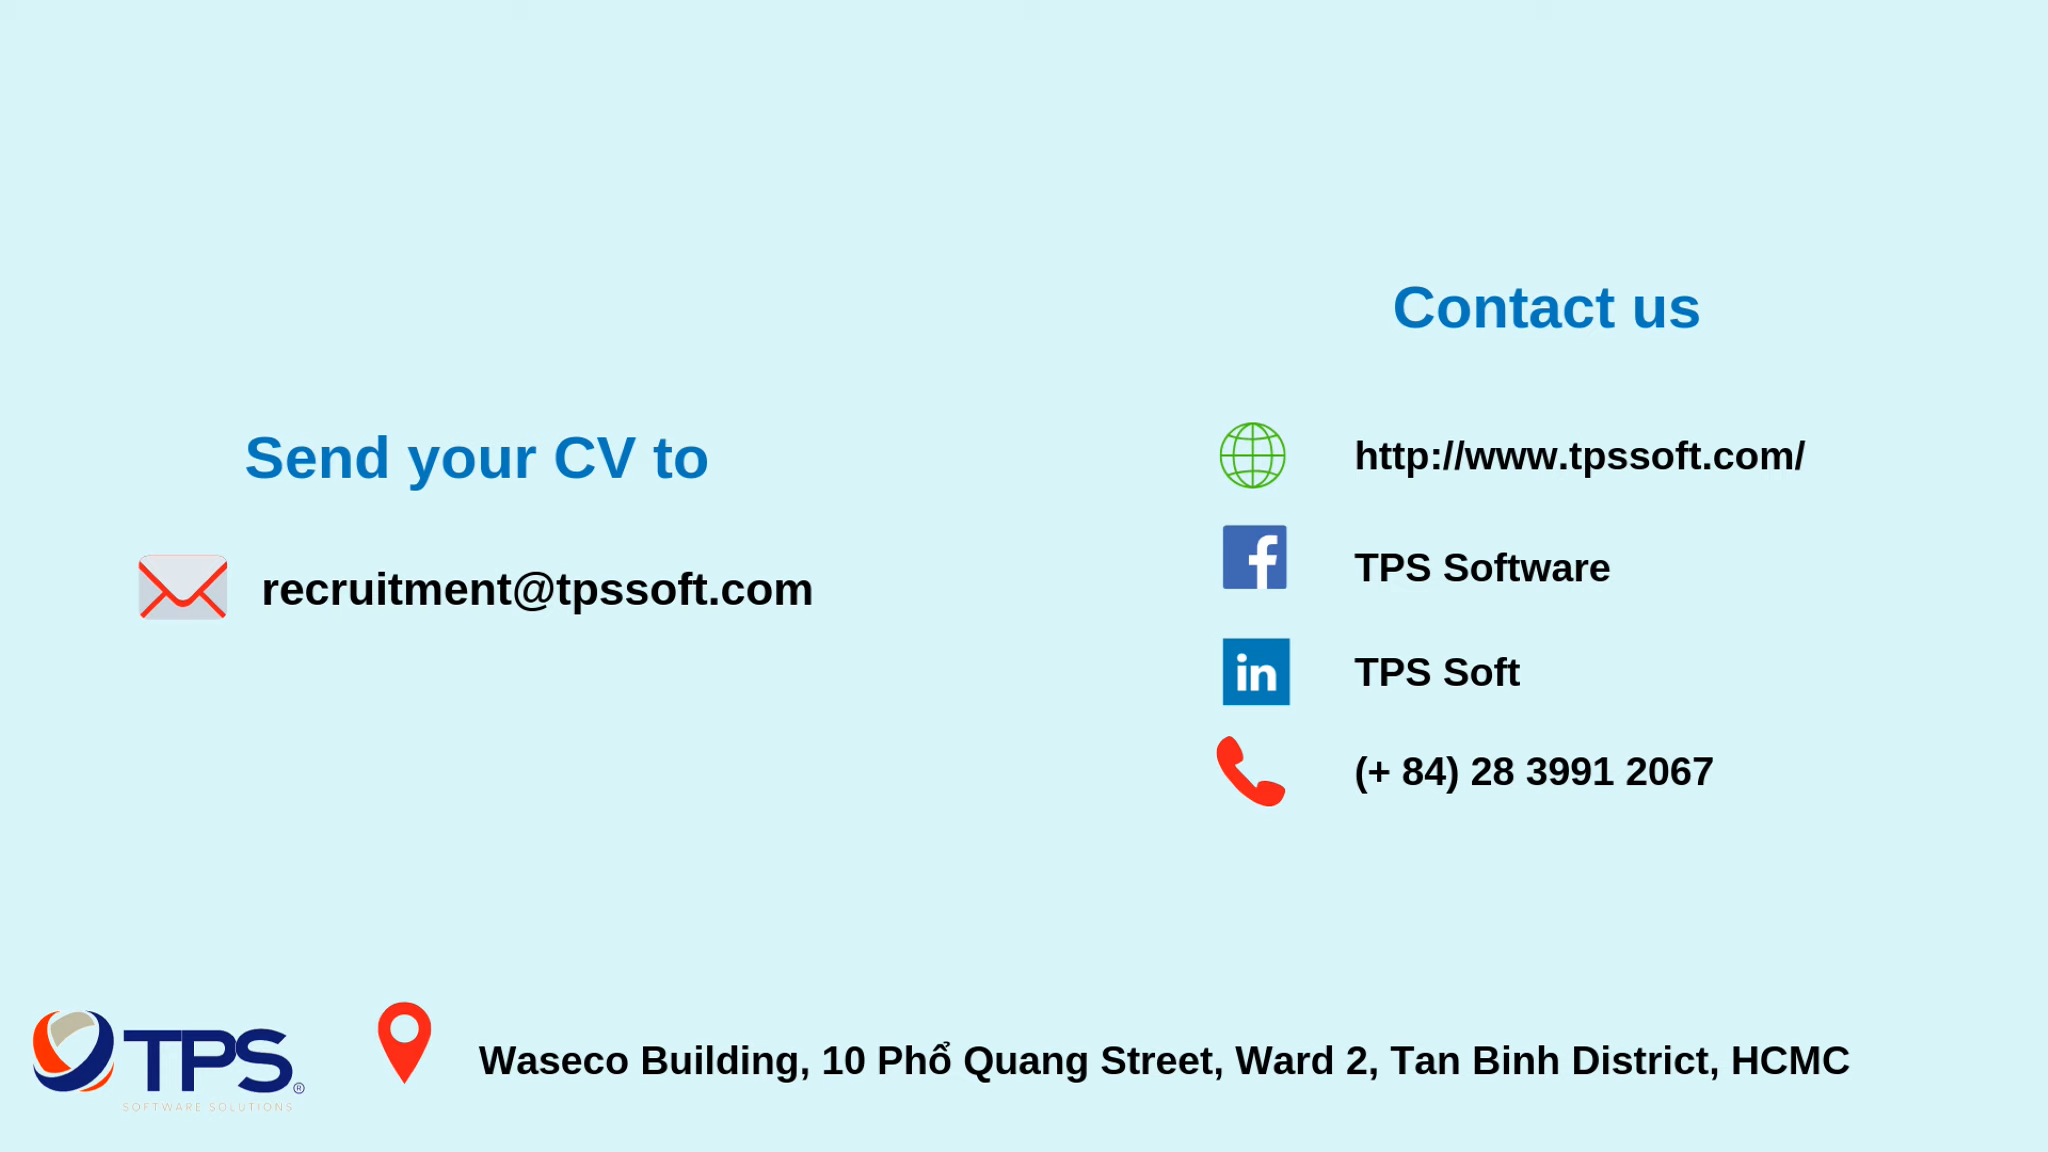 Send your CV to
recruitment@tpssoft.com
Contact us
http://www.tpssoft.com/
TPS Software
TPS Soft
(+ 84) 28 3991 2067
TPS®
SOFTWARE SOLUTIONS
Waseco Building, 10 Phổ Quang Street, Ward 2, Tan Binh District, HCMC